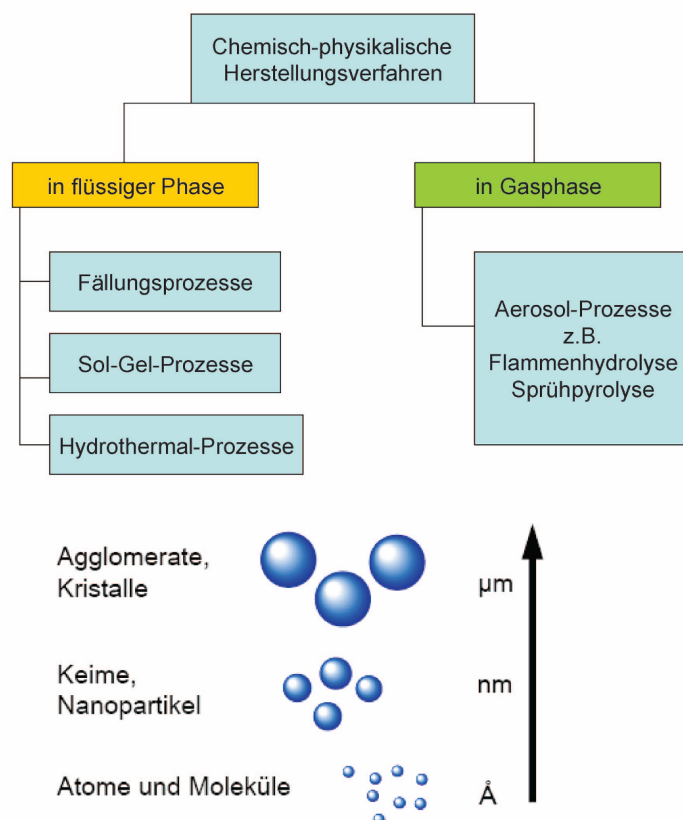 Chemisch-physikalische
Herstellungsverfahren
in flüssiger Phase
in Gasphase
Fällungsprozesse
Sol-Gel-Prozesse
Hydrothermal-Prozesse
Aerosol-Prozesse
z.B.
Flammenhydrolyse
Sprühpyrolyse
Agglomerate,
Kristalle
µm
Keime,
Nanopartikel
nm
Atome und Moleküle
Å